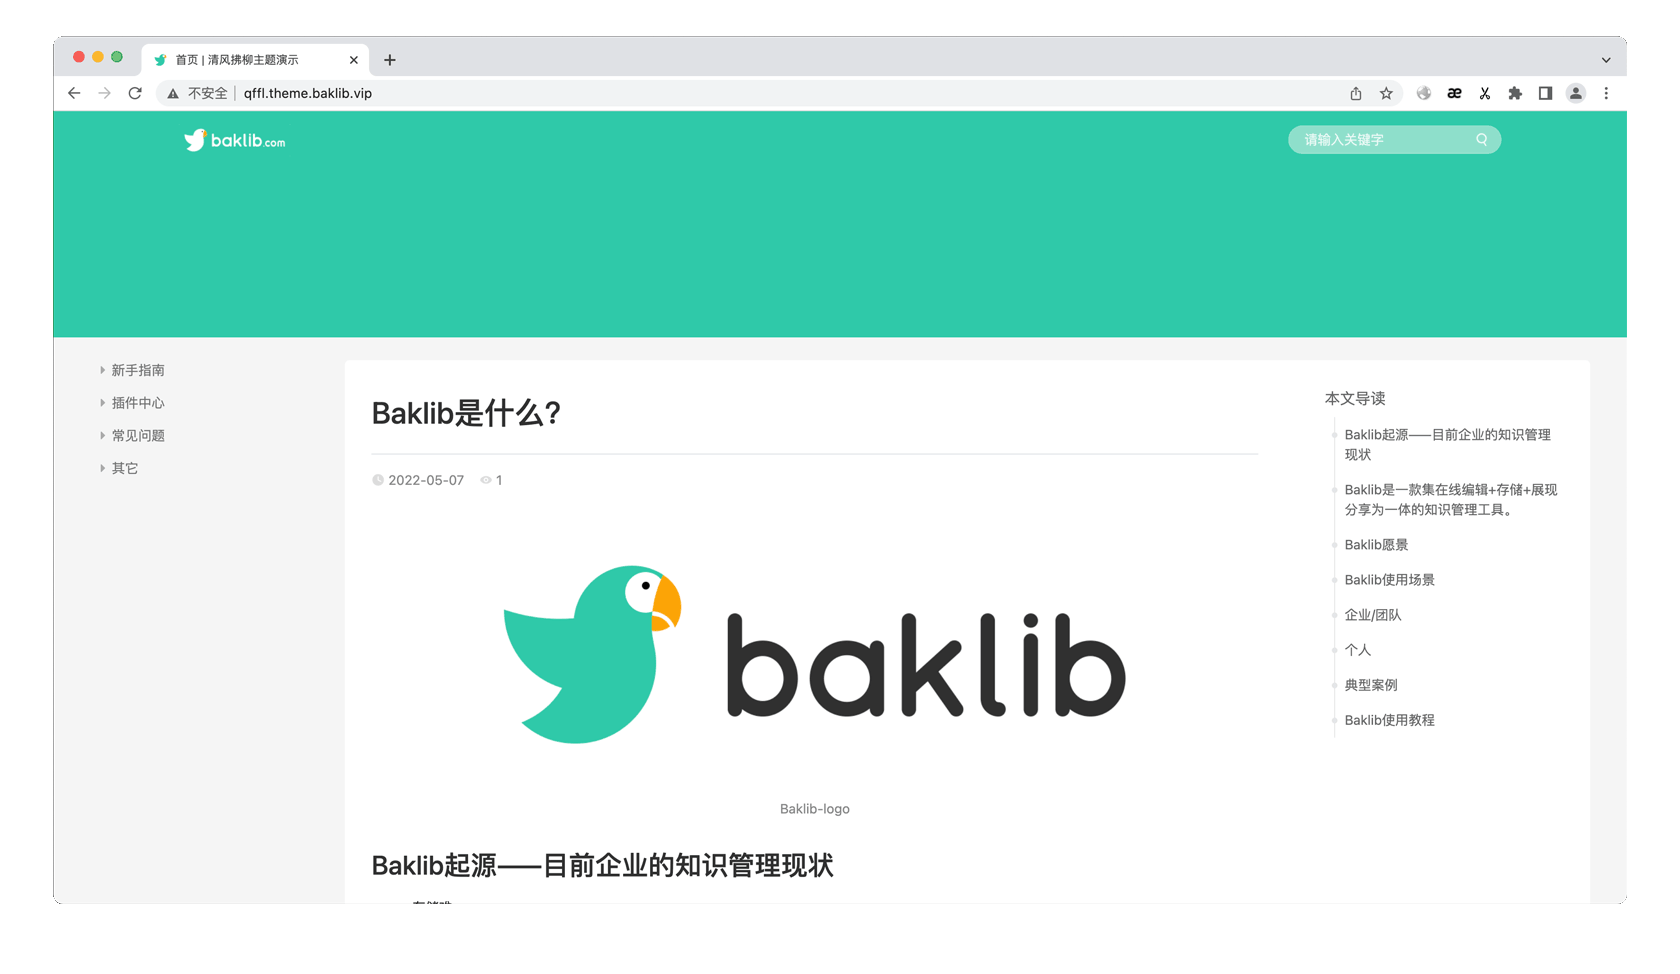 首页 | 清风拂柳主题演示
不安全 qffl.theme.baklib.vip
baklib.com
请输入关键字
新手指南
插件中心
常见问题
其它
Baklib是什么?
2022-05-07 1
baklib
Baklib-logo
Baklib起源——目前企业的知识管理现状
本文导读
Baklib起源——目前企业的知识管理
现状
Baklib是一款集在线编辑+存储+展现
分享为一体的知识管理工具。
Baklib愿景
Baklib使用场景
企业/团队
个人
典型案例
Baklib使用教程